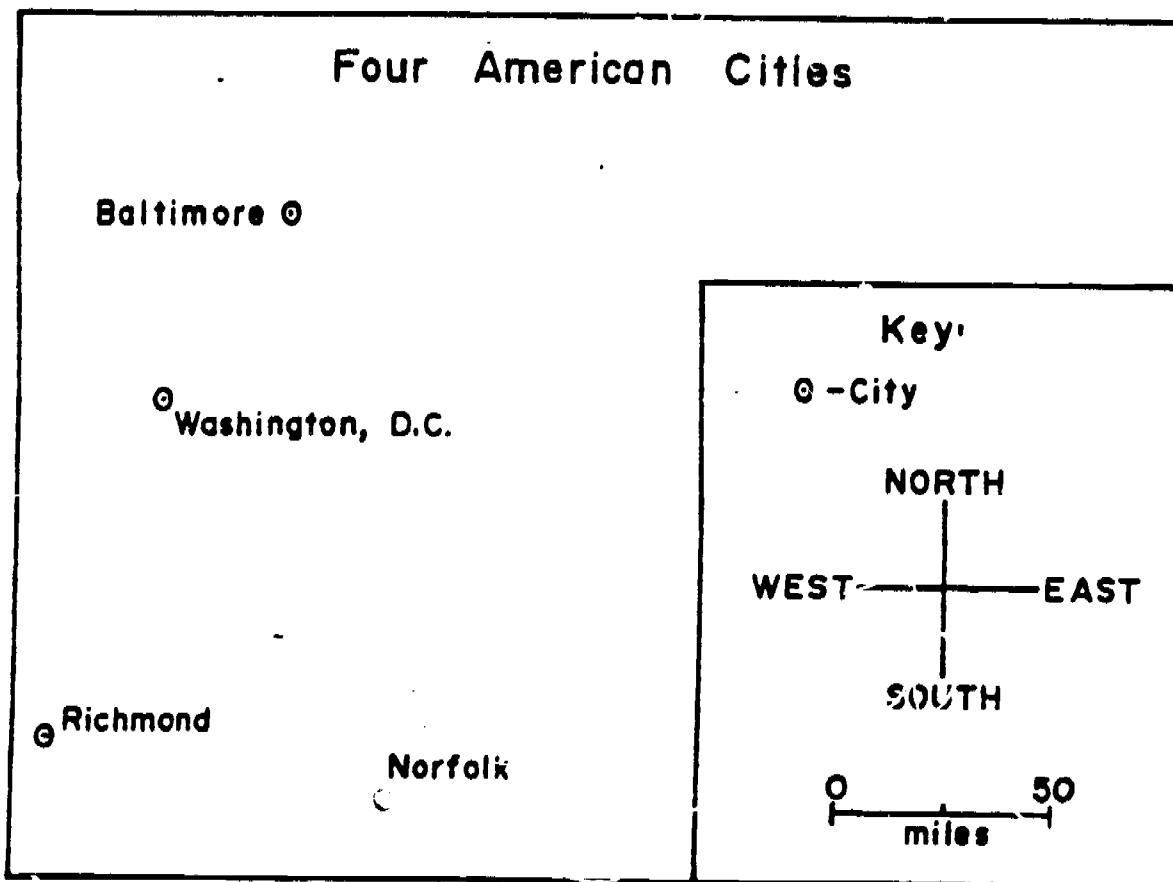 Four American Cities
Baltimore
Washington, D.C.
Richmond
Norfolk
Key:
-City
NORTH
WEST EAST
SOUTH
0 50
miles